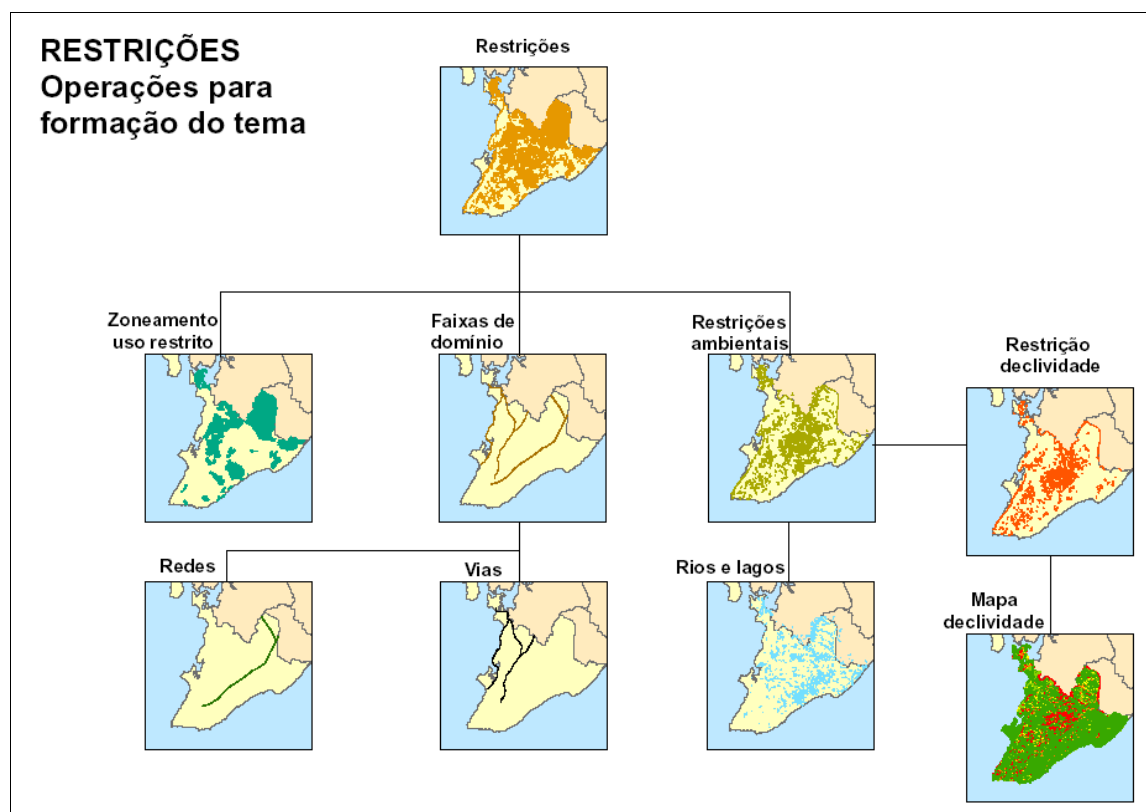 RESTRIÇÕES
Operações para
formação do tema
Restrições
Zoneamento
uso restrito
Faixas de
domínio
Restrições
ambientais
Restrição
declividade
Redes
Vias
Rios e lagos
Mapa
declividade